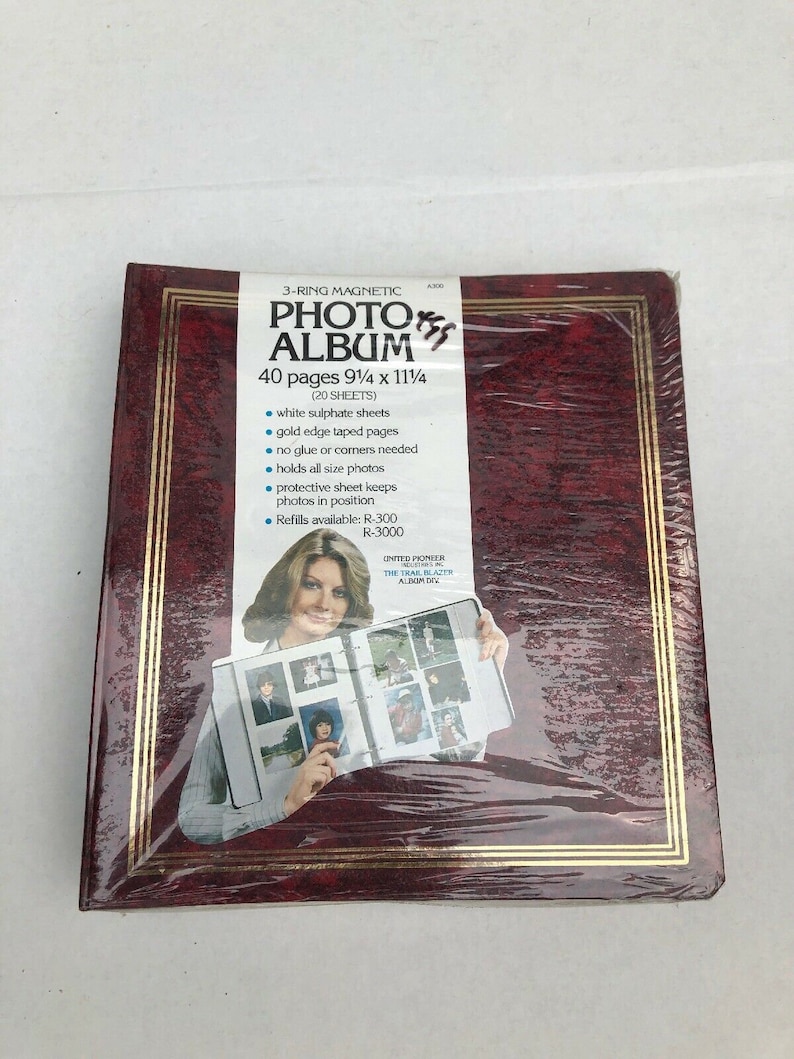 3-RING MAGNETIC
A300
PHOTO
ALBUM
40 pages 9¼ x 11¼
(20 SHEETS)
• white sulphate sheets
• gold edge taped pages
• no glue or corners needed
• holds all size photos
• protective sheet keeps
photos in position
• Refills available: R-300
R-3000
UNITED PIONEER
INDUSTRIES INC
THE TRAIL BLAZER
ALBUM DIV.